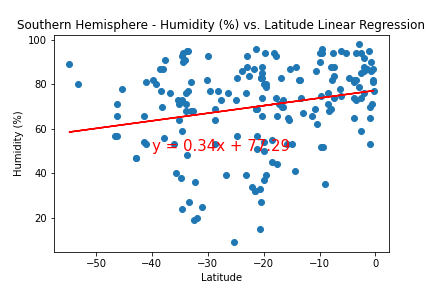 Southern Hemisphere - Humidity (%) vs. Latitude Linear Regression
100
80
60
40
20
Humidity (%)
y = 0.34x + 77.29
−50
−40
−30
−20
−10
0
Latitude